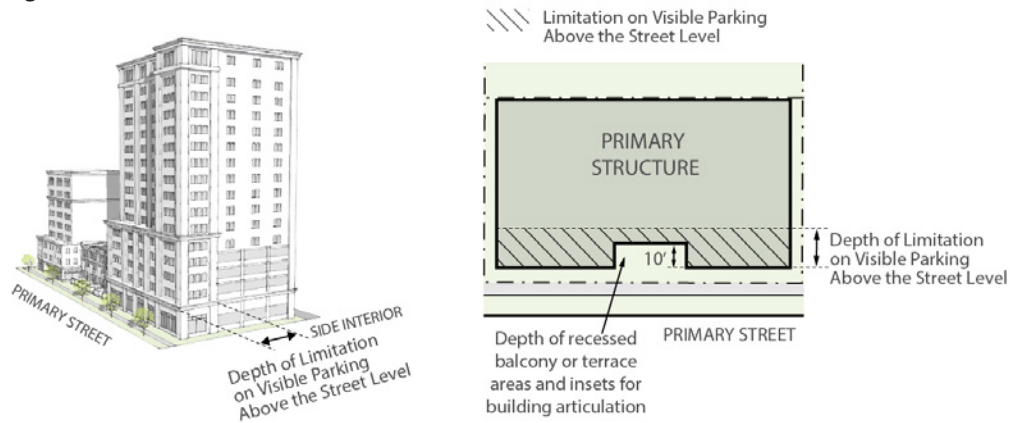 PRIMARY STREET
SIDE INTERIOR
Depth of Limitation
on Visible Parking
Above the Street Level
Limitation on Visible Parking
Above the Street Level
PRIMARY
STRUCTURE
10'
Depth of Limitation
on Visible Parking
Above the Street Level
PRIMARY STREET
Depth of recessed
balcony or terrace
areas and insets for
building articulation